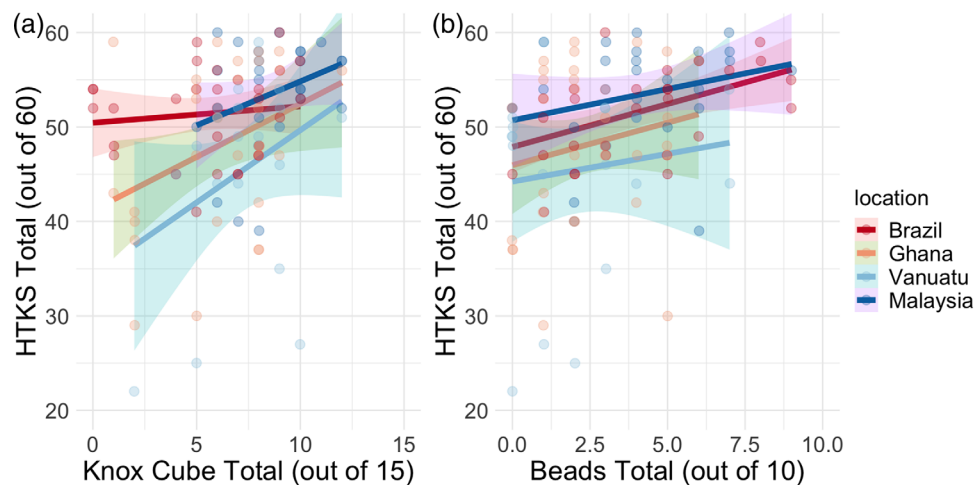 (a)
HTKS Total (out of 60)
60
50
40
30
20
0 5 10 15
Knox Cube Total (out of 15)
(b)
HTKS Total (out of 60)
60
50
40
30
20
0.0 2.5 5.0 7.5 10.0
Beads Total (out of 10)
location
Brazil
Ghana
Vanuatu
Malaysia